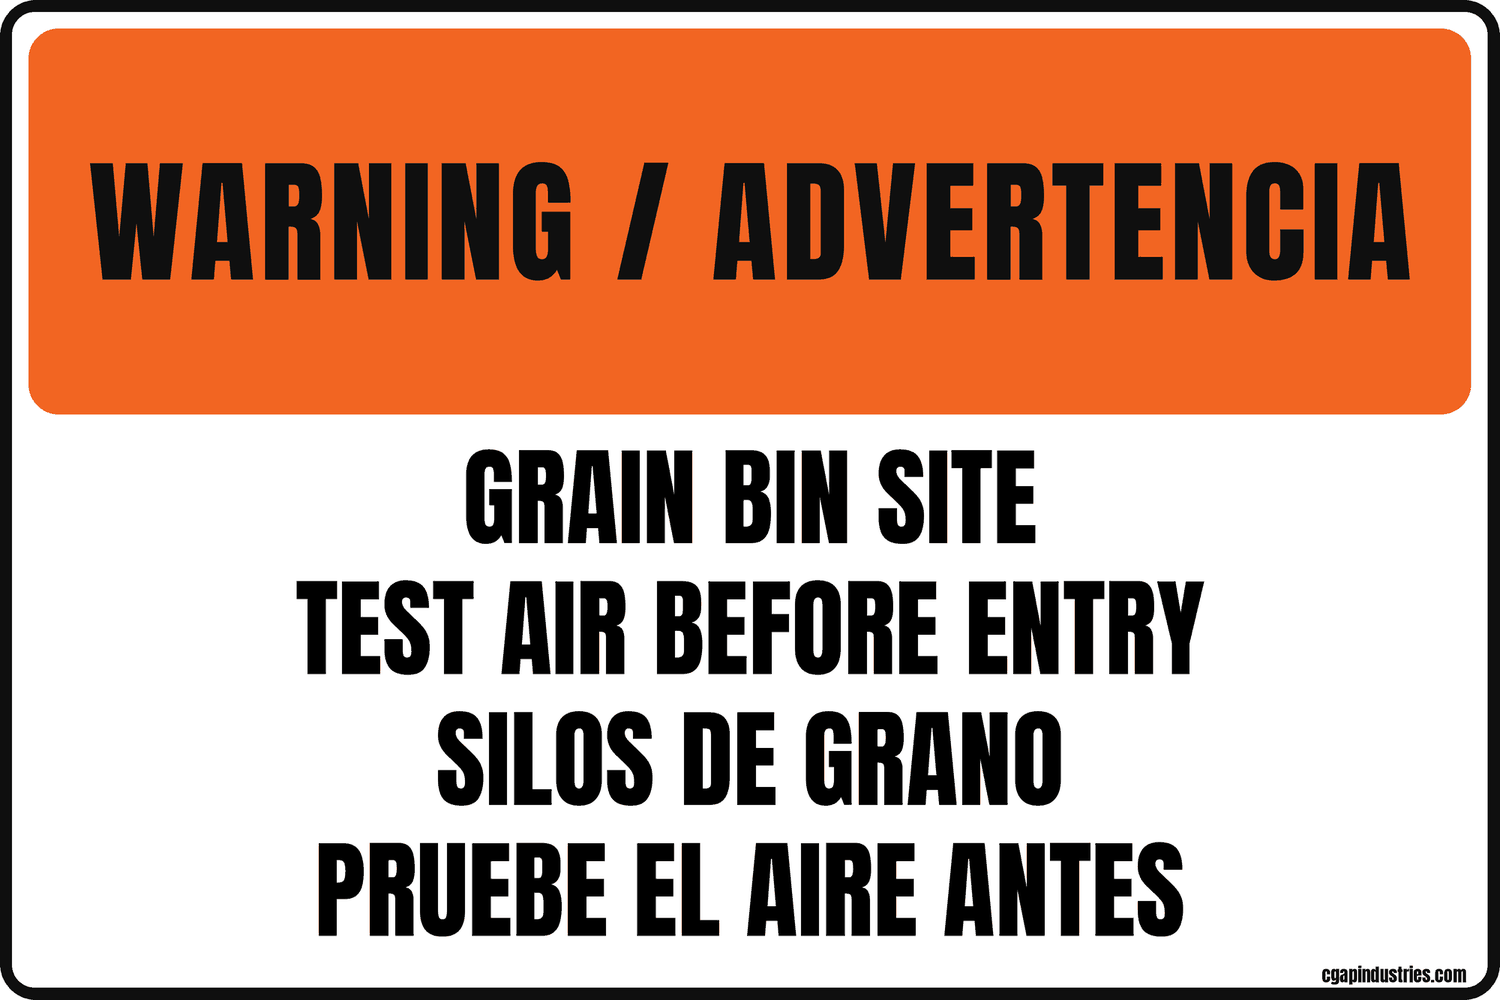 WARNING / ADVERTENCIA
GRAIN BIN SITE
TEST AIR BEFORE ENTRY
SILOS DE GRANO
PRUEBE EL AIRE ANTES
cgapindustries.com